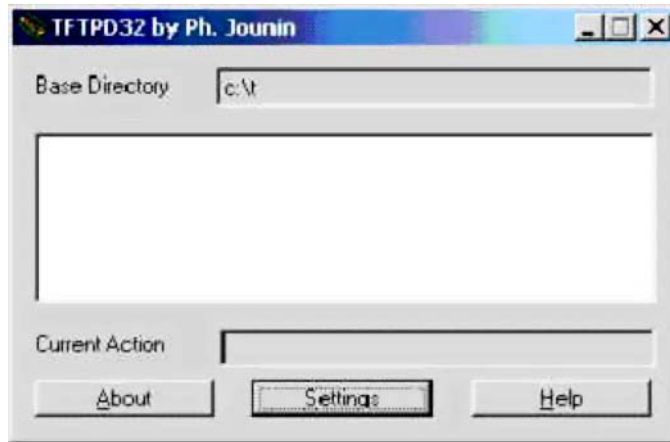 TFTPD32 by Ph. Jounin
Base Directory c:\t
Current Action
About Settings Help